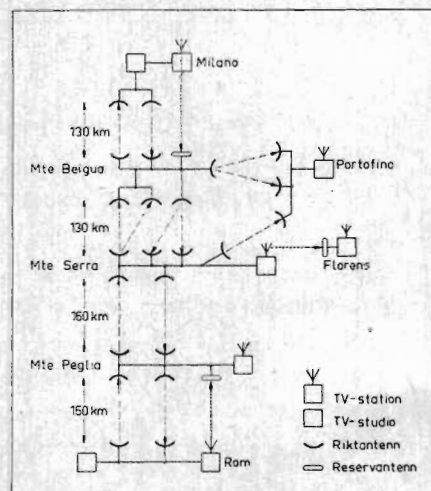 Milano
130 km
Mte Beigua
Portofino
130 km
Mte Serra
Florens
160 km
Mte Peglia
150 km
Rom
TV-station
TV-studio
Riktantenn
Reservantenn